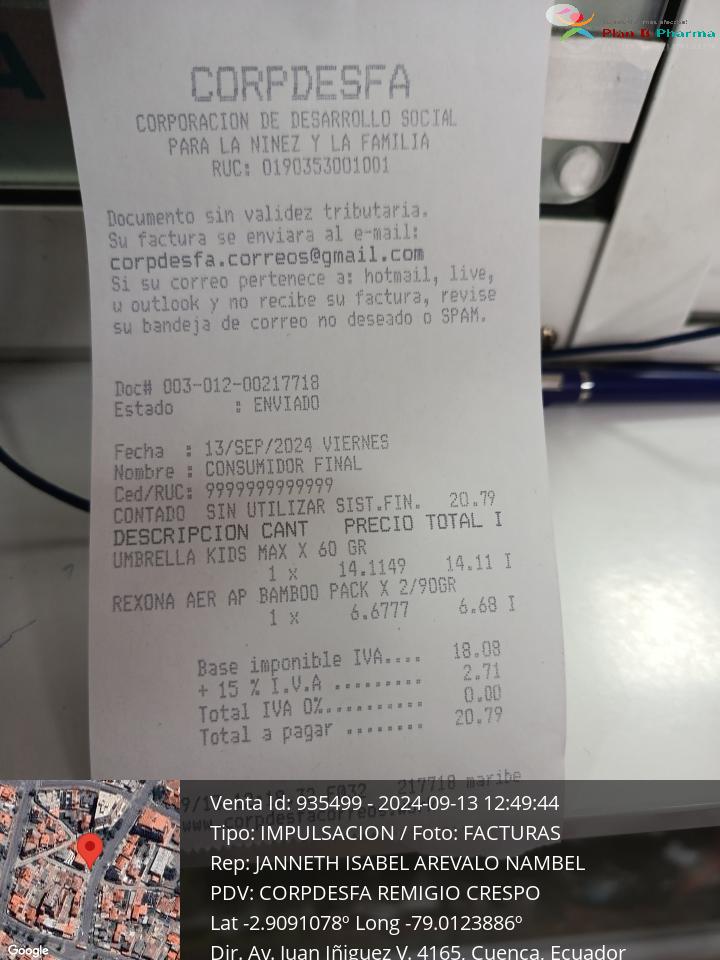 Plan B Pharma
CORPDESFA
CORPORACION DE DESARROLLO SOCIAL
PARA LA NINEZ Y LA FAMILIA
RUC: 0190353001001
Documento sin validez tributaria.
Su factura se enviara al e-mail:
corpdesfa.correos@gmail.com
Si su correo pertenece a: hotmail, live,
u outlook y no recibe su factura, revise
su bandeja de correo no deseado o SPAM.
Doc# 003-012-00217718
Estado : ENVIADO
Fecha : 13/SEP/2024 VIERNES
Nombre : CONSUMIDOR FINAL
Ced/RUC: 9999999999999
CONTADO SIN UTILIZAR SIST.FIN. 20.79
DESCRIPCION CANT PRECIO TOTAL I
UMBRELLA KIDS MAX X 60 GR
1 x 14.1149 14.11 I
REXONA AER AP BAMBOO PACK X 2/90GR
1 x 6.6777 6.68 I
Base imponible IVA.... 18.08
+ 15 % I.V.A ......... 2.71
Total IVA 0%........... 0.00
Total a pagar ........ 20.79
217718 maribe
Venta Id: 935499 - 2024-09-13 12:49:44
Tipo: IMPULSACION / Foto: FACTURAS
Rep: JANNETH ISABEL AREVALO NAMBEL
PDV: CORPDESFA REMIGIO CRESPO
Lat -2.9091078º Long -79.0123886º
Dir. Av. Juan Iñiguez V. 4165, Cuenca, Ecuador
Google